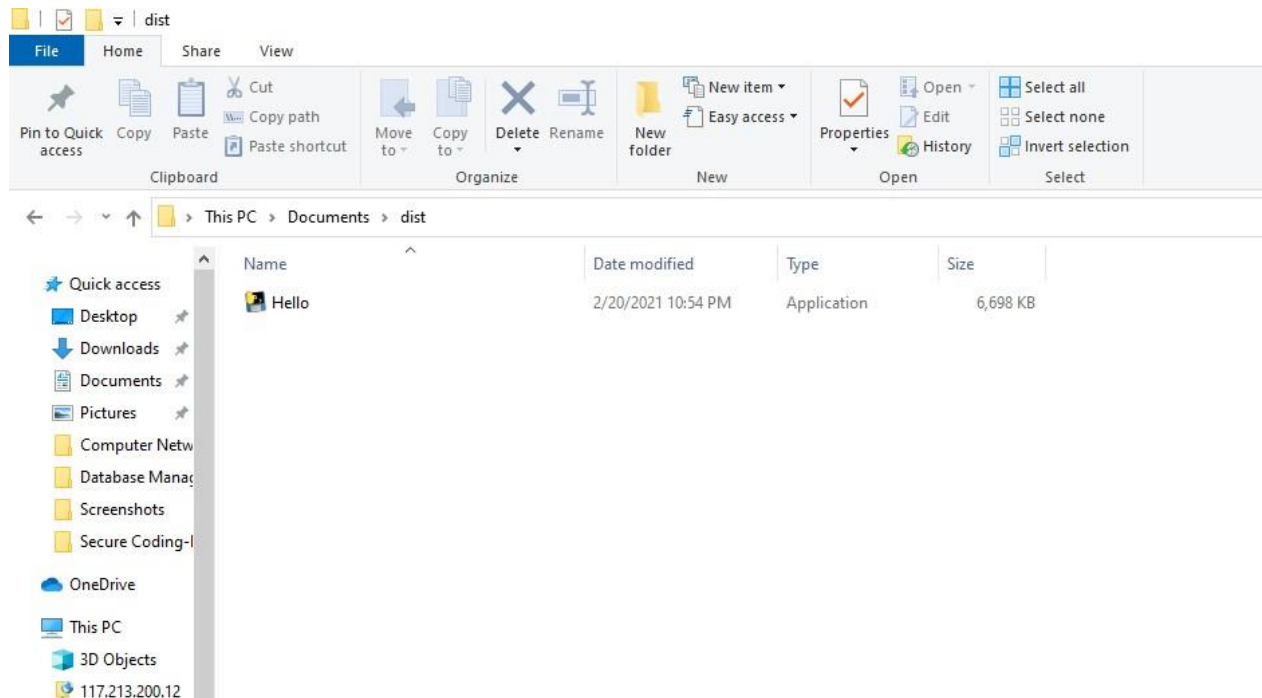 dist
File Home Share View
Pin to Quick access
Copy
Paste
Cut
Copy path
Paste shortcut
Clipboard
Move to
Copy to
Delete
Rename
Organize
New folder
New item
Easy access
New
Properties
Open
Edit
History
Open
Select all
Select none
Invert selection
Select
This PC > Documents > dist
Name Date modified Type Size
Hello 2/20/2021 10:54 PM Application 6,698 KB
Quick access
Desktop
Downloads
Documents
Pictures
Computer Netw
Database Manag
Screenshots
Secure Coding-
OneDrive
This PC
3D Objects
117.213.200.12